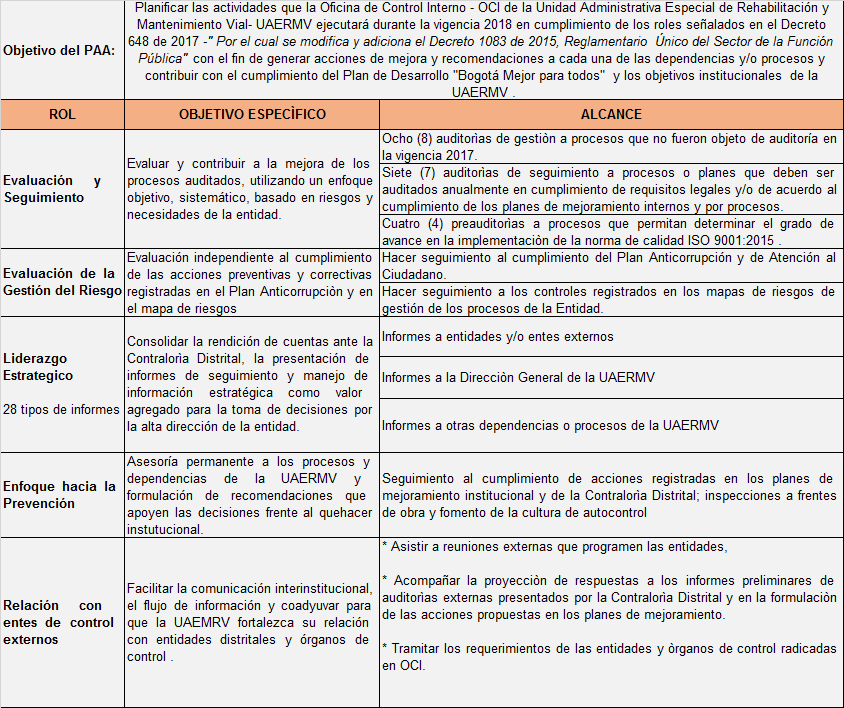 Objetivo del PAA:
Planificar las actividades que la Oficina de Control Interno - OCI de la Unidad Administrativa Especial de Rehabilitación y
Mantenimiento Vial- UAERMV ejecutará durante la vigencia 2018 en cumplimiento de los roles señalados en el Decreto
648 de 2017 -" Por el cual se modifica y adiciona el Decreto 1083 de 2015, Reglamentario Único del Sector de la Función
Pública" con el fin de generar acciones de mejora y recomendaciones a cada una de las dependencias y/o procesos y
contribuir con el cumplimiento del Plan de Desarrollo "Bogotá Mejor para todos" y los objetivos institucionales de la
UAERMV .
ROL
OBJETIVO ESPECÌFICO
ALCANCE
Evaluación y
Seguimiento
Evaluar y contribuir a la mejora de los
procesos auditados, utilizando un enfoque
objetivo, sistemático, basado en riesgos y
necesidades de la entidad.
Ocho (8) auditorìas de gestiòn a procesos que no fueron objeto de auditoría en
la vigencia 2017.
Siete (7) auditorìas de seguimiento a procesos o planes que deben ser
auditados anualmente en cumplimiento de requisitos legales y/o de acuerdo al
cumplimiento de los planes de mejoramiento internos y por procesos.
Cuatro (4) preauditorìas a procesos que permitan determinar el grado de
avance en la implementaciòn de la norma de calidad ISO 9001:2015 .
Evaluación de la
Gestión del Riesgo
Evaluación independiente al cumplimiento
de las acciones preventivas y correctivas
registradas en el Plan Anticorrupciòn y en
el mapa de riesgos
Hacer seguimiento al cumplimiento del Plan Anticorrupción y de Atención al
Ciudadano.
Hacer seguimiento a los controles registrados en los mapas de riesgos de
gestión de los procesos de la Entidad.
Liderazgo
Estrategico
28 tipos de informes
Consolidar la rendición de cuentas ante la
Contralorìa Distrital, la presentación de
informes de seguimiento y manejo de
información estratégica como valor
agregado para la toma de decisiones por
la alta dirección de la entidad.
Informes a entidades y/o entes externos
Informes a la Direcciòn General de la UAERMV
Informes a otras dependencias o procesos de la UAERMV
Enfoque hacia la
Prevención
Asesoría permanente a los procesos y
dependencias de la UAERMV y
formulación de recomendaciones que
apoyen las decisiones frente al quehacer
instutucional.
Seguimiento al cumplimiento de acciones registradas en los planes de
mejoramiento institucional y de la Contralorìa Distrital; inspecciones a frentes
de obra y fomento de la cultura de autocontrol
Relación con
entes de control
externos
Facilitar la comunicación interinstitucional,
el flujo de información y coadyuvar para
que la UAEMRV fortalezca su relación
con entidades distritales y órganos de
control .
* Asistir a reuniones externas que programen las entidades,
* Acompañar la proyecciòn de respuestas a los informes preliminares de
auditorìas externas presentados por la Contralorìa Distrital y en la formulaciòn
de las acciones propuestas en los planes de mejoramiento.
* Tramitar los requerimientos de las entidades y òrganos de control radicadas
en OCI.